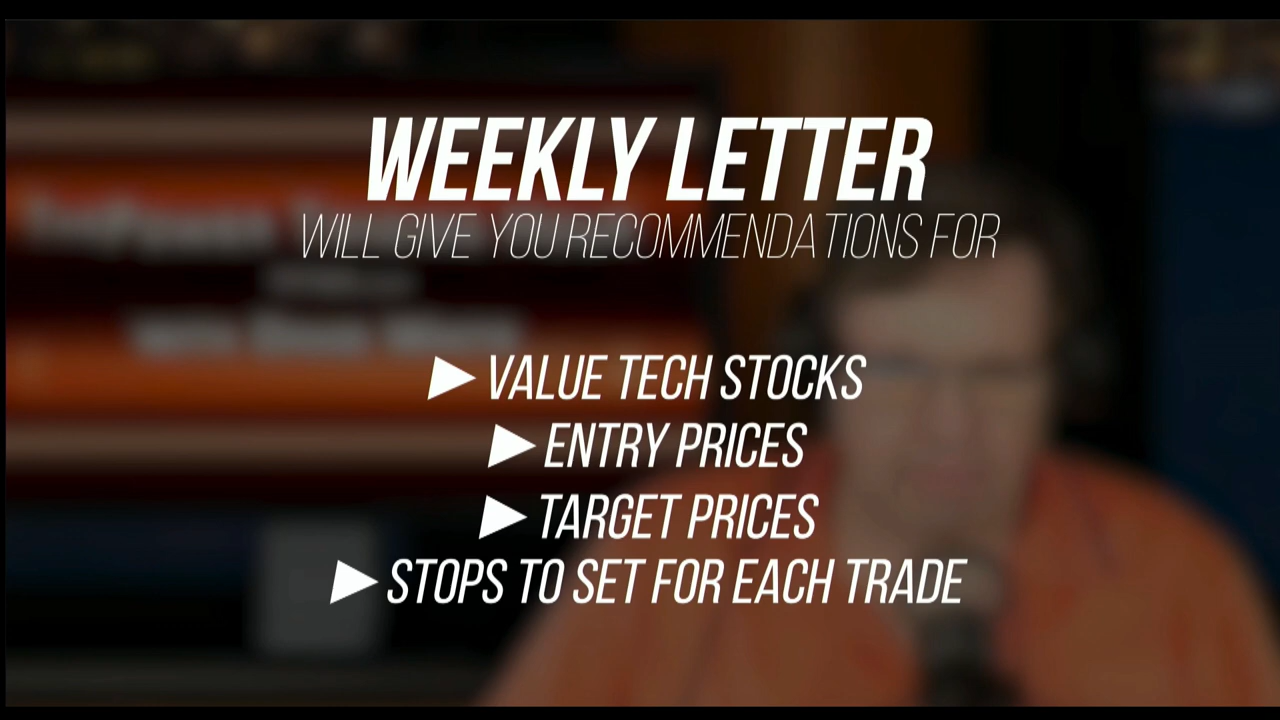 WEEKLY LETTER
WILL GIVE YOU RECOMMENDATIONS FOR
▶ VALUE TECH STOCKS
▶ ENTRY PRICES
▶ TARGET PRICES
▶ STOPS TO SET FOR EACH TRADE